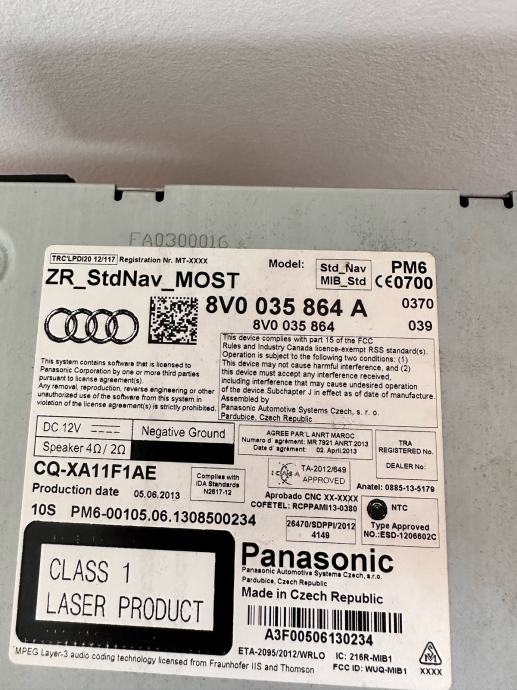 FA0300016
TRC'LPDI20 12/117 Registration Nr. MT-XXXX
ZR_StdNav_MOST
Model: Std_Nav
MIB_Std
PM6
CE0700
8V0 035 864 A
0370
8V0 035 864
039
This system contains software that is licensed to
Panasonic Corporation by one or more third parties
pursuant to license agreement(s).
Any removal, reproduction, reverse engineering or other
unauthorized use of the software from this system in
violation of the license agreement(s) is strictly prohibited.
This device complies with part 15 of the FCC
Rules and Industry Canada licence-exempt RSS standard(s).
Operation is subject to the following two conditions: (1)
This device may not cause harmful interference, and (2)
this device must accept any interference received,
including interference that may cause undesired operation
of the device.Subchapter J in effect as of date of manufacture.
Assembled by
Panasonic Automotive Systems Czech, s. r. o.
Pardubice, Czech Republic
DC 12V
Negative Ground
Speaker 4Ω / 2Ω
AGREE PAR'L ANRT MAROC
Numero d'agrément: MR 7921 ANRT 2013
Date d'agrément: 02. April.2013
TRA
REGISTERED No.
DEALER No:
CQ-XA11F1AE
Complies with
IDA Standards
N2617-12
ICASA
TA-2012/649
APPROVED
Anatel: 0885-13-5179
Production date 05.06.2013
Aprobado CNC XX-XXXX
COFETEL: RCPPAMI13-0380
NTC
Type Approved
NO.:ESD-1206602C
10S PM6-00105.06.1308500234
26470/SDPPI/2012
4149
CLASS 1
LASER PRODUCT
Panasonic
Panasonic Automotive Systems Czech, s.r.o.
Pardubice, Czech Republic
Made in Czech Republic
A3F00506130234
ETA-2095/2012/WRLO IC: 216R-MIB1
FCC ID: WUQ-MIB1
XXXX
MPEG Layer-3 audio coding technology licensed from Fraunhofer IIS and Thomson